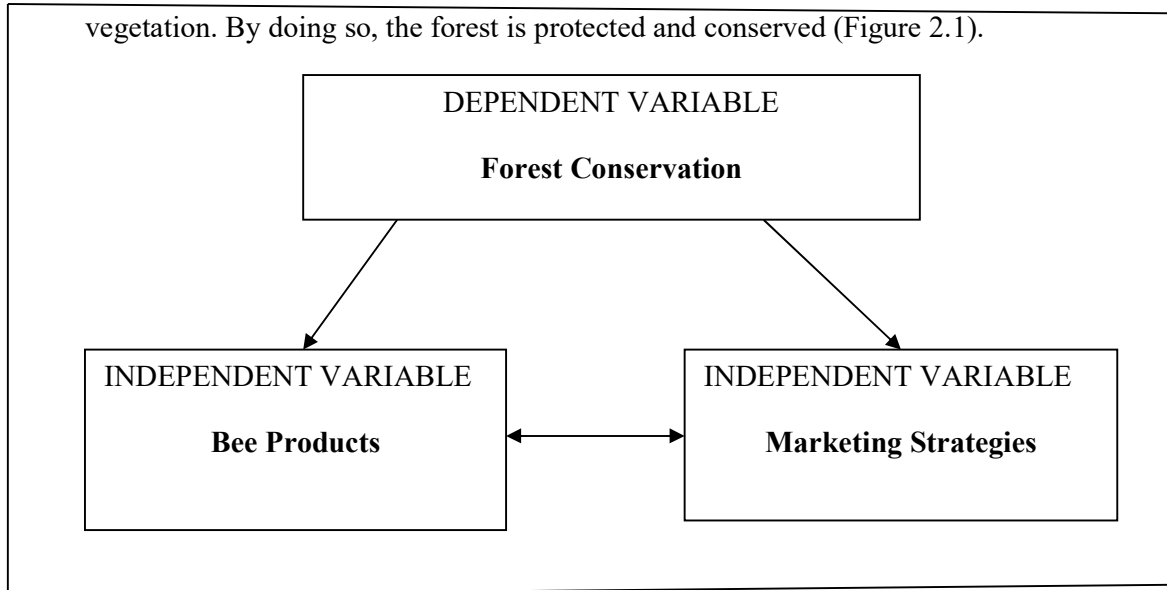 vegetation. By doing so, the forest is protected and conserved (Figure 2.1).
DEPENDENT VARIABLE
Forest Conservation
INDEPENDENT VARIABLE
Bee Products
INDEPENDENT VARIABLE
Marketing Strategies